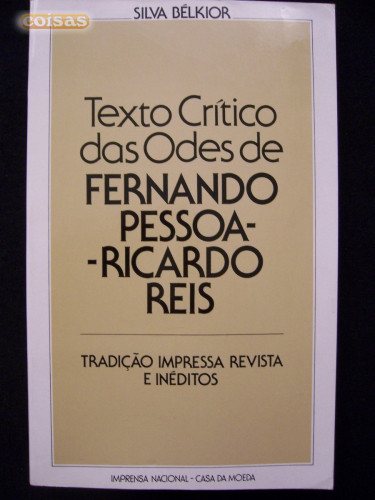 coisas
SILVA BÉLKIOR
Texto Crítico
das Odes de
FERNANDO
PESSOA-
-RICARDO
REIS
TRADIÇÃO IMPRESSA REVISTA
E INÉDITOS
IMPRENSA NACIONAL - CASA DA MOEDA